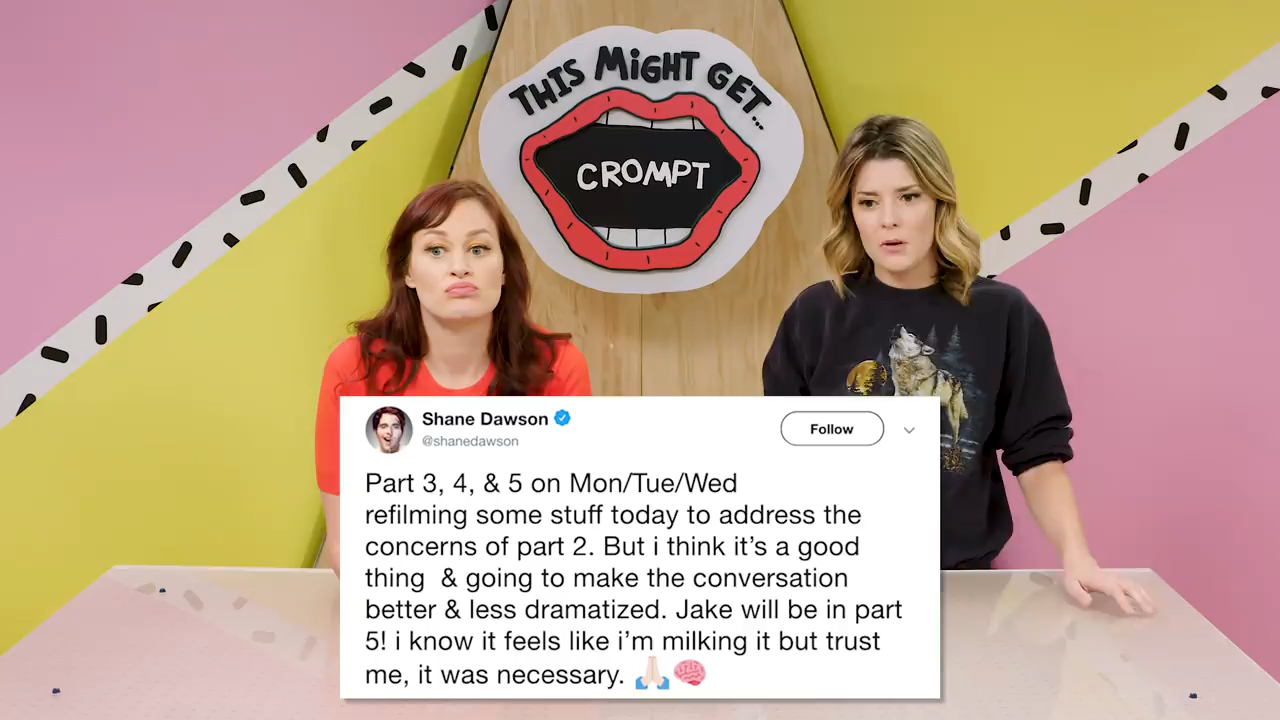 THIS MiGHT GET...
CROMPT
Shane Dawson
@shanedawson
Follow
Part 3, 4, & 5 on Mon/Tue/Wed
refilming some stuff today to address the
concerns of part 2. But i think it's a good
thing & going to make the conversation
better & less dramatized. Jake will be in part
5! i know it feels like i'm milking it but trust
me, it was necessary. 🙏🏻🧠